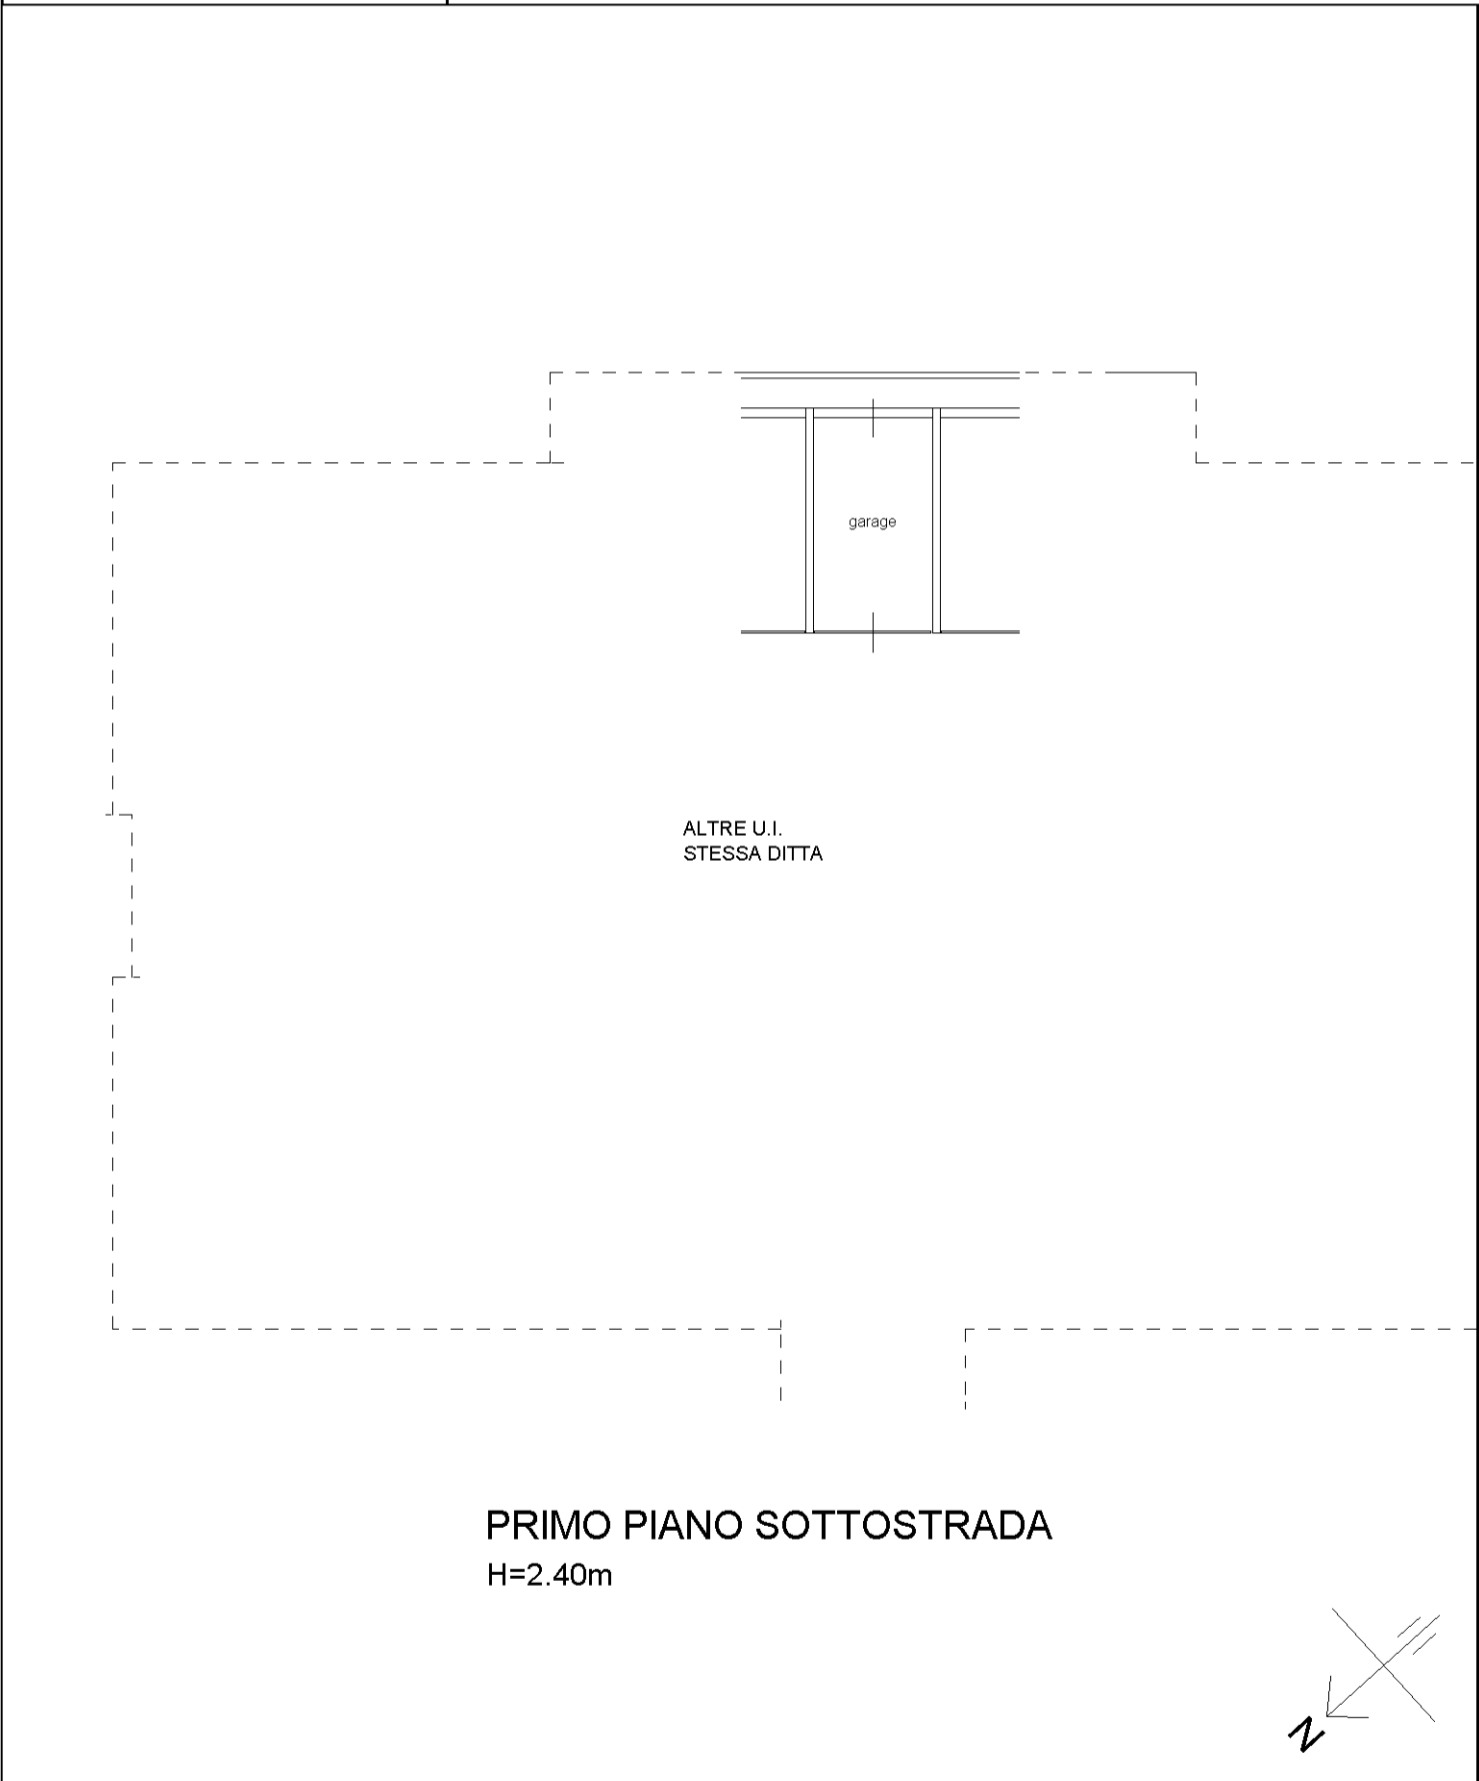 garage
ALTRE U.I.
STESSA DITTA
PRIMO PIANO SOTTOSTRADA
H=2.40m
N